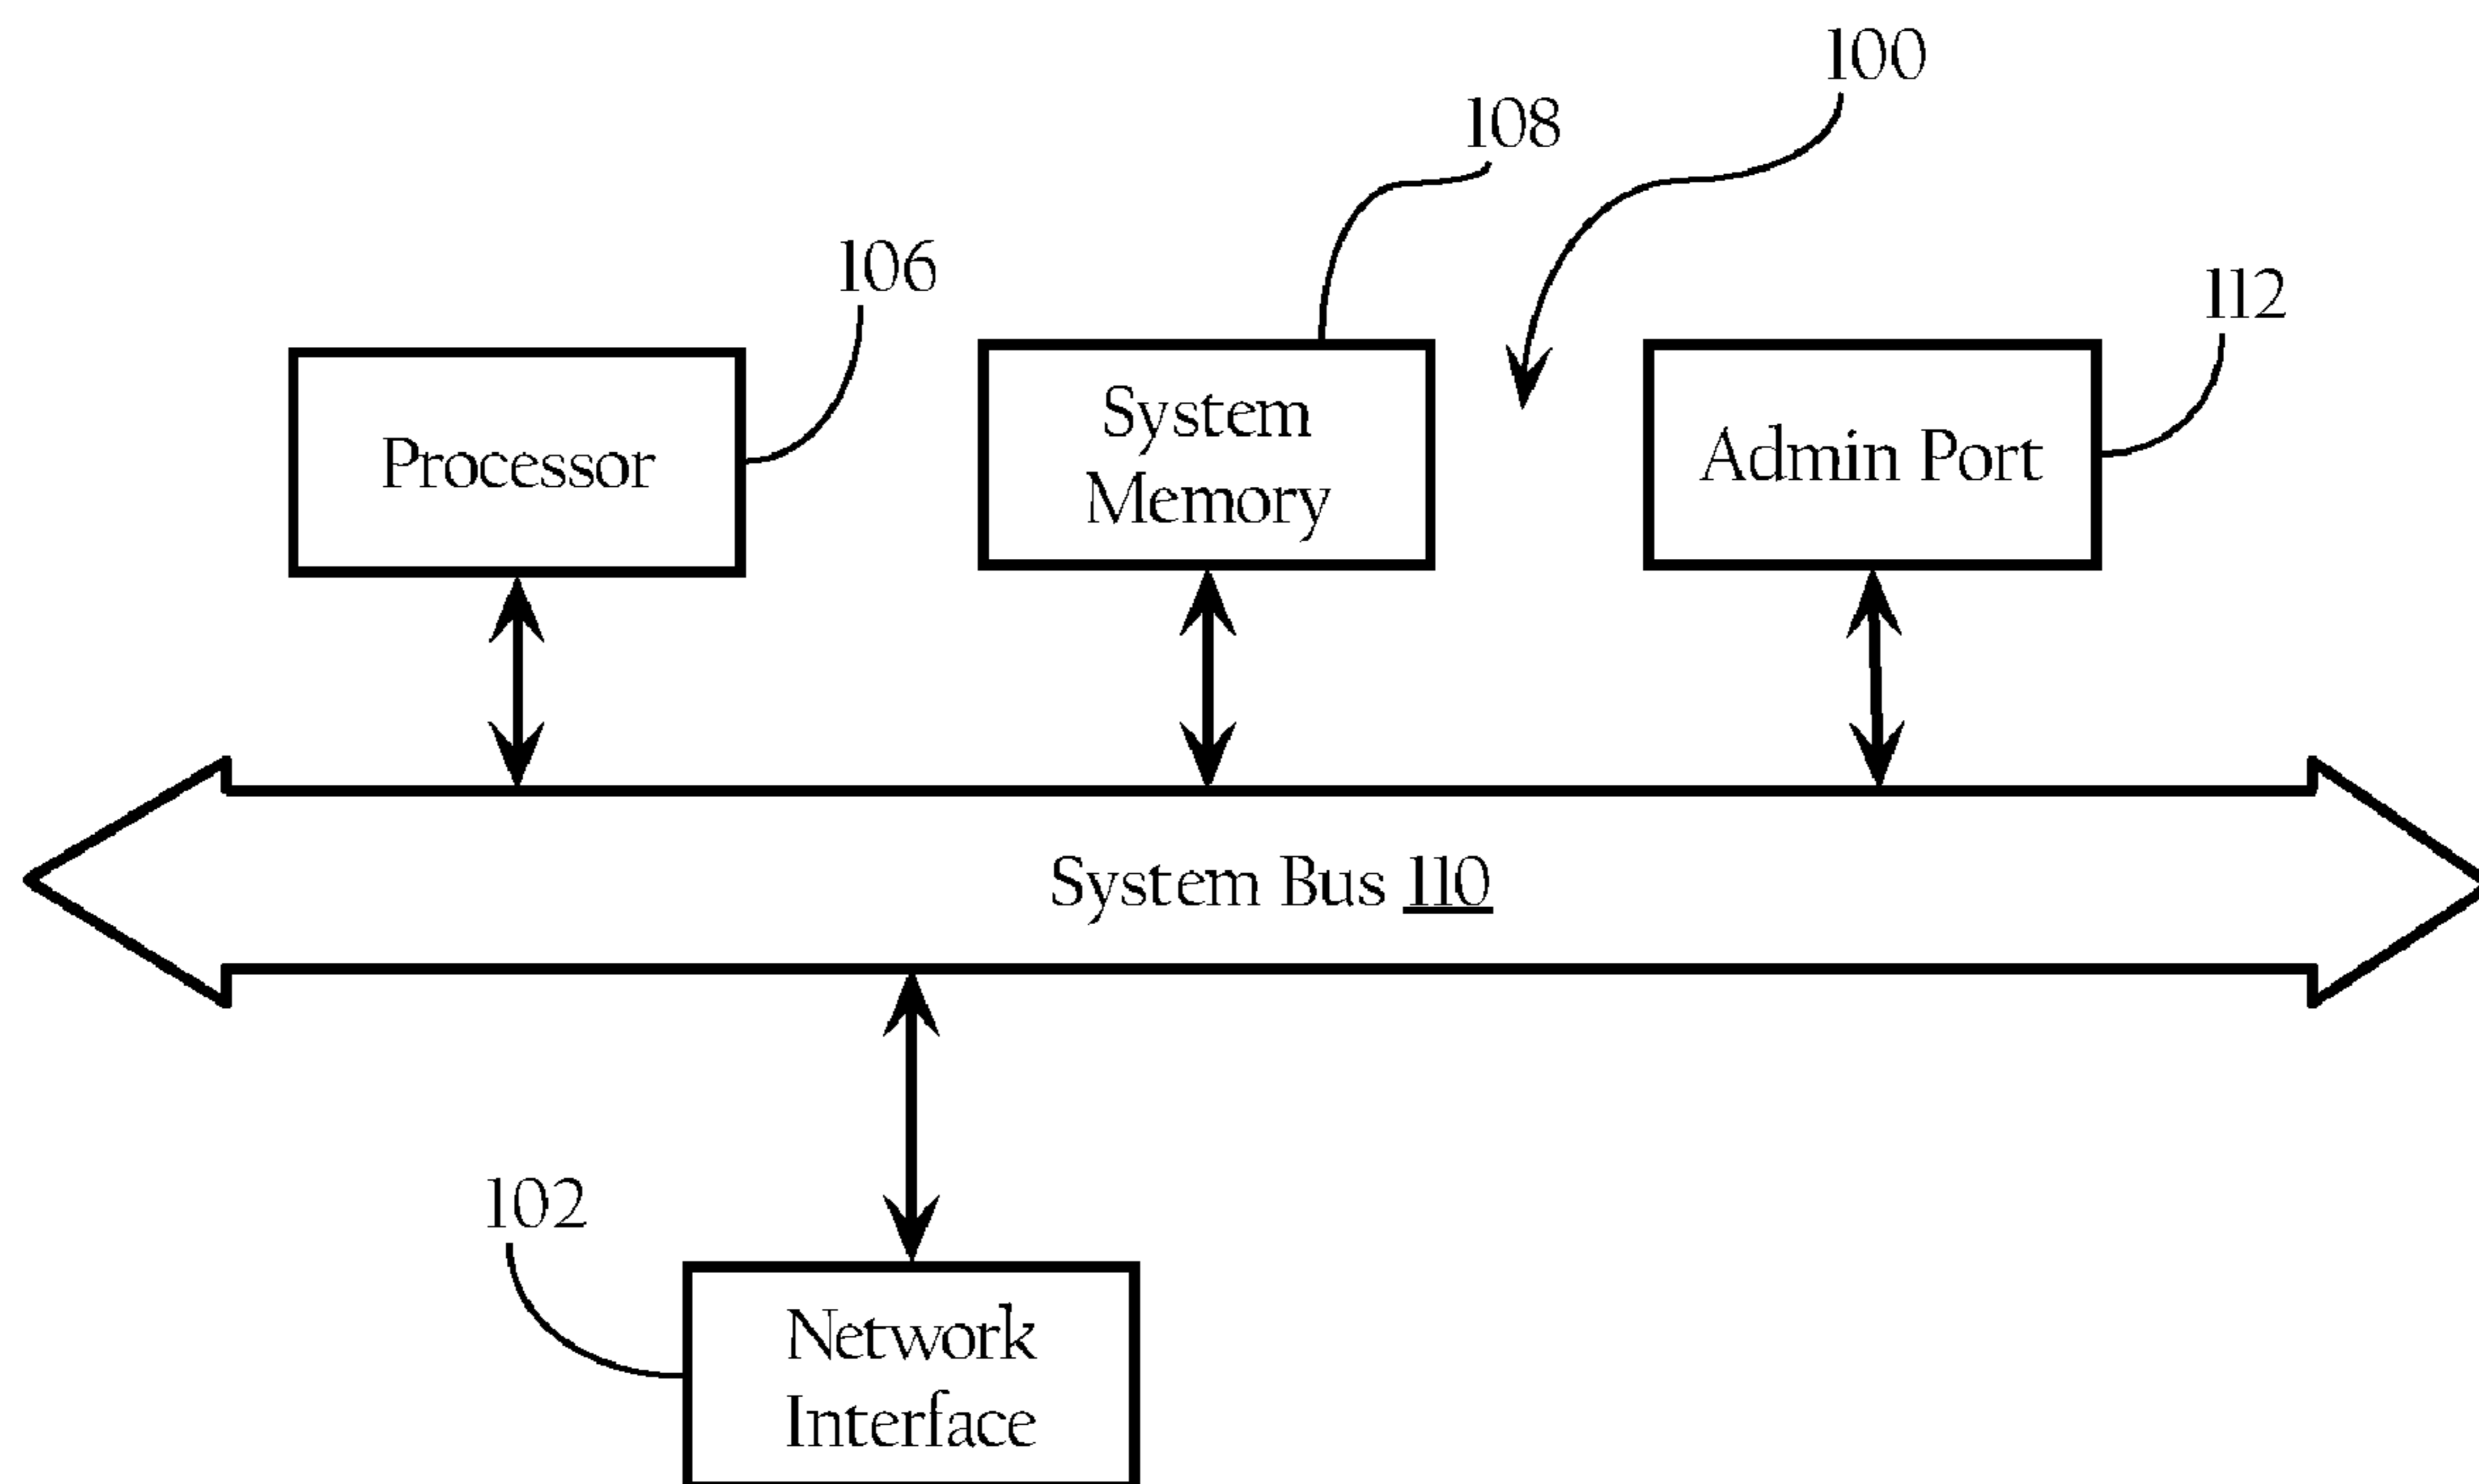 100
108
106
112
Processor
System
Memory
Admin Port
System Bus 110
102
Network
Interface